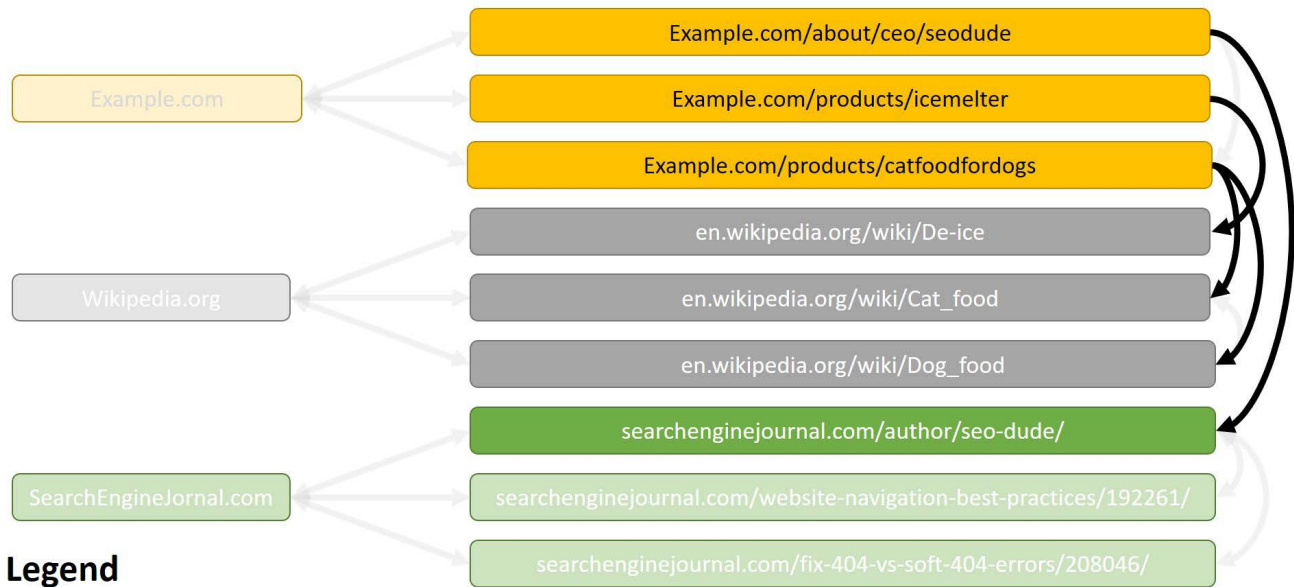 Example.com/about/ceo/seodude
Example.com
Example.com/products/icemelter
Example.com/products/catfoodfordogs
en.wikipedia.org/wiki/De-ice
Wikipedia.org
en.wikipedia.org/wiki/Cat_food
en.wikipedia.org/wiki/Dog_food
searchenginejournal.com/author/seo-dude/
SearchEngineJornal.com
searchenginejournal.com/website-navigation-best-practices/192261/
searchenginejournal.com/fix-404-vs-soft-404-errors/208046/
Legend